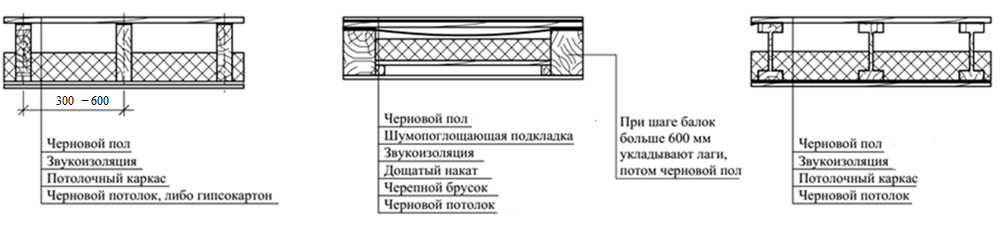 300 – 600
Черновой пол
Звукоизоляция
Потолочный каркас
Черновой потолок, либо гипсокартон
Черновой пол
Шумопоглощающая подкладка
Звукоизоляция
Дощатый накат
Черепной брусок
Черновой потолок
При шаге балок
больше 600 мм
укладывают лаги,
потом черновой пол
Черновой пол
Звукоизоляция
Потолочный каркас
Черновой потолок